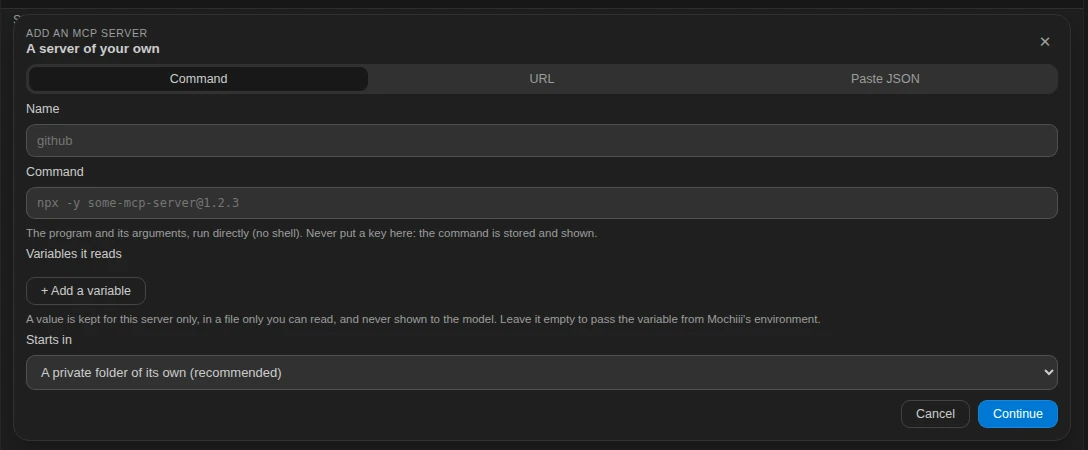 ADD AN MCP SERVER
A server of your own
Command
URL
Paste JSON
Name
github
Command
npx -y some-mcp-server@1.2.3
The program and its arguments, run directly (no shell). Never put a key here: the command is stored and shown.
Variables it reads
+ Add a variable
A value is kept for this server only, in a file only you can read, and never shown to the model. Leave it empty to pass the variable from Mochiii's environment.
Starts in
A private folder of its own (recommended)
Cancel
Continue